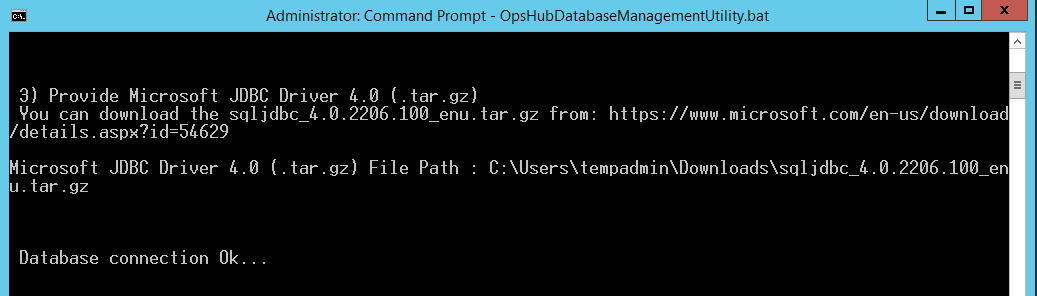 Administrator: Command Prompt - OpsHubDatabaseManagementUtility.bat
3) Provide Microsoft JDBC Driver 4.0 (.tar.gz)
You can download the sqljdbc_4.0.2206.100_enu.tar.gz from: https://www.microsoft.com/en-us/download
/details.aspx?id=54629
Microsoft JDBC Driver 4.0 (.tar.gz) File Path : C:\Users\tempadmin\Downloads\sqljdbc_4.0.2206.100_en
u.tar.gz
Database connection Ok...